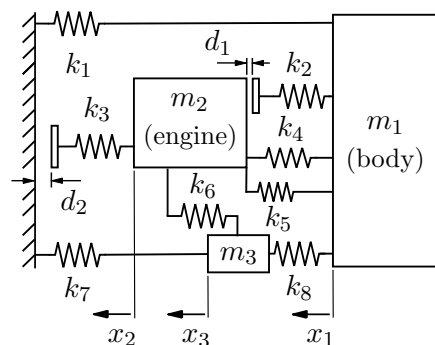 d₁
k₁
k₂
k₃
m₂
(engine)
k₄
m₁
(body)
d₂
k₆
k₅
m₃
k₇
k₈
x₂
x₃
x₁